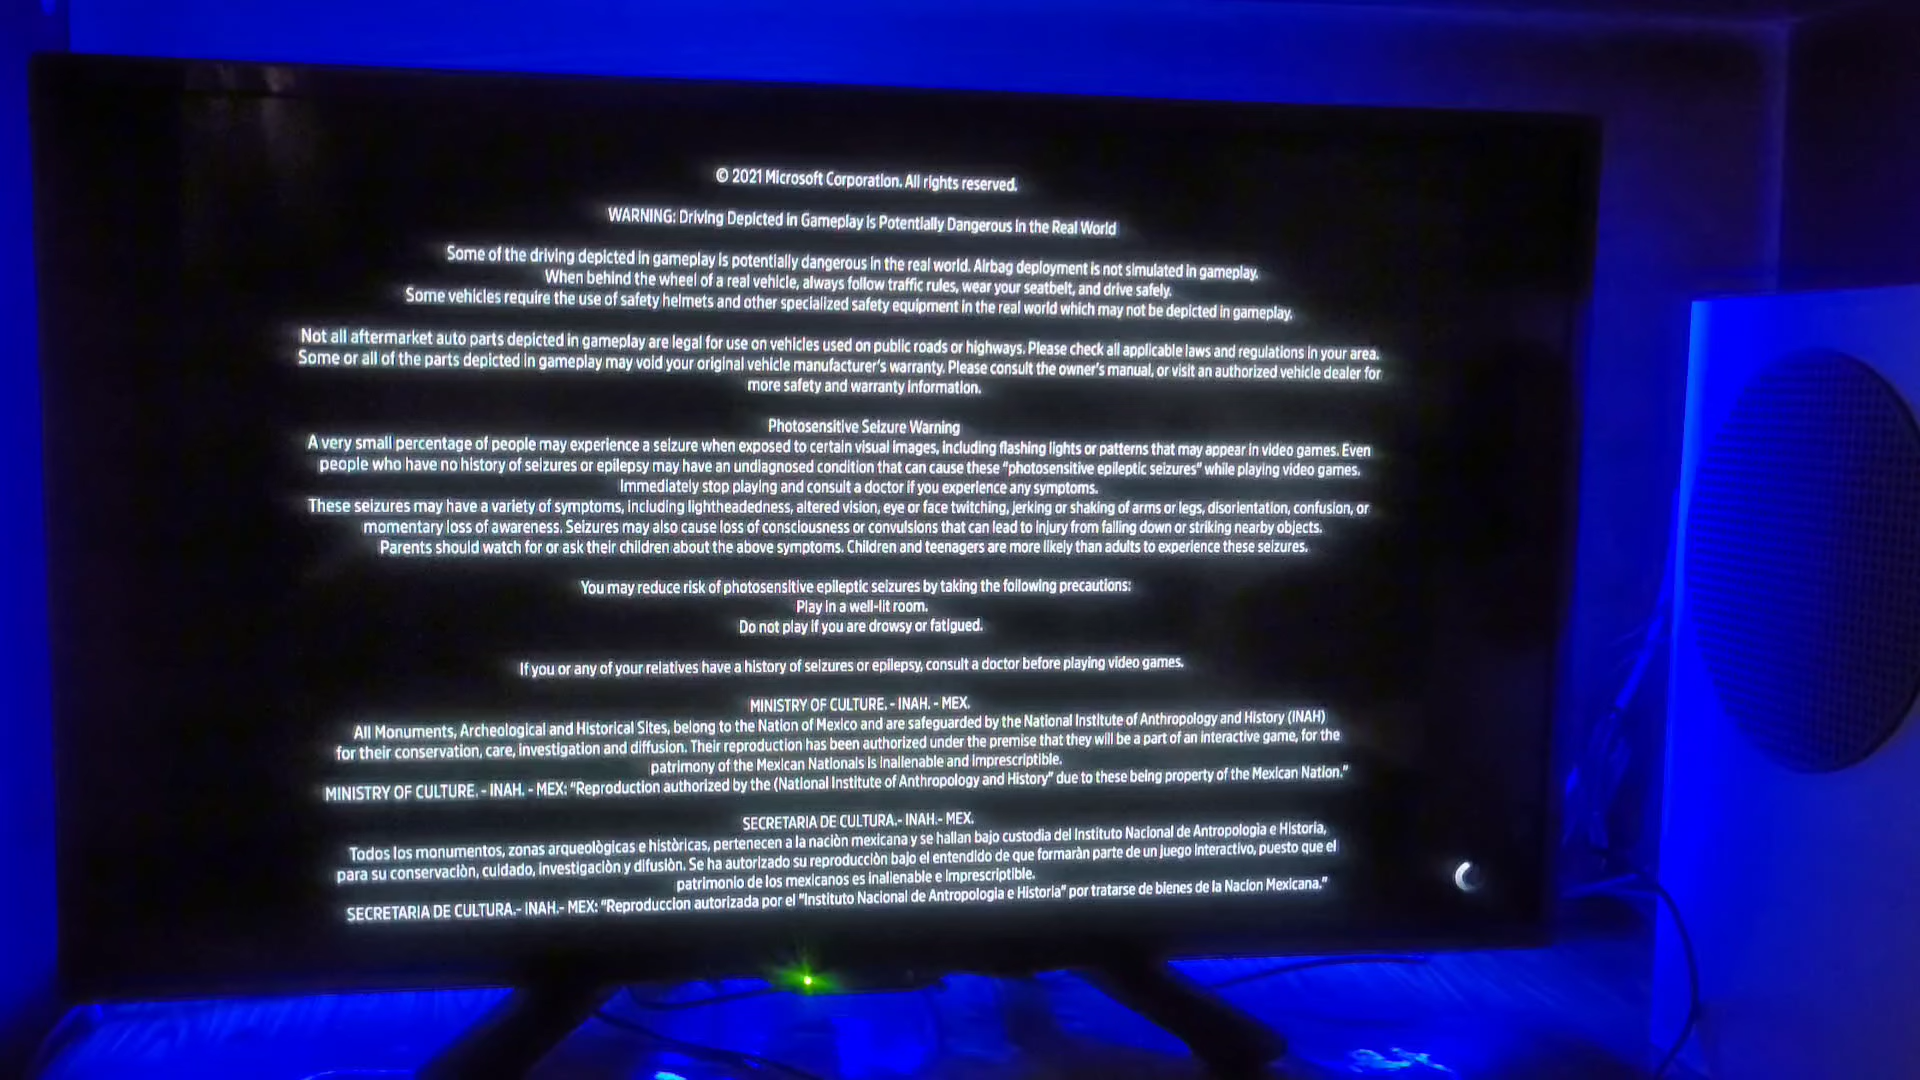 © 2021 Microsoft Corporation. All rights reserved.
WARNING: Driving Depicted in Gameplay is Potentially Dangerous in the Real World
Some of the driving depicted in gameplay is potentially dangerous in the real world. Airbag deployment is not simulated in gameplay.
When behind the wheel of a real vehicle, always follow traffic rules, wear your seatbelt, and drive safely.
Some vehicles require the use of safety helmets and other specialized safety equipment in the real world which may not be depicted in gameplay.
Not all aftermarket auto parts depicted in gameplay are legal for use on vehicles used on public roads or highways. Please check all applicable laws and regulations in your area.
Some or all of the parts depicted in gameplay may void your original vehicle manufacturer's warranty. Please consult the owner's manual, or visit an authorized vehicle dealer for
more safety and warranty information.
Photosensitive Seizure Warning
A very small percentage of people may experience a seizure when exposed to certain visual images, including flashing lights or patterns that may appear in video games. Even
people who have no history of seizures or epilepsy may have an undiagnosed condition that can cause these "photosensitive epileptic seizures" while playing video games.
Immediately stop playing and consult a doctor if you experience any symptoms.
These seizures may have a variety of symptoms, including lightheadedness, altered vision, eye or face twitching, jerking or shaking of arms or legs, disorientation, confusion, or
momentary loss of awareness. Seizures may also cause loss of consciousness or convulsions that can lead to injury from falling down or striking nearby objects.
Parents should watch for or ask their children about the above symptoms. Children and teenagers are more likely than adults to experience these seizures.
You may reduce risk of photosensitive epileptic seizures by taking the following precautions:
Play in a well-lit room.
Do not play if you are drowsy or fatigued.
If you or any of your relatives have a history of seizures or epilepsy, consult a doctor before playing video games.
MINISTRY OF CULTURE. - INAH. - MEX.
All Monuments, Archeological and Historical Sites, belong to the Nation of Mexico and are safeguarded by the National Institute of Anthropology and History (INAH)
for their conservation, care, investigation and diffusion. Their reproduction has been authorized under the premise that they will be a part of an interactive game, for the
patrimony of the Mexican Nationals is inalienable and imprescriptible.
MINISTRY OF CULTURE. - INAH. - MEX: "Reproduction authorized by the (National Institute of Anthropology and History" due to these being property of the Mexican Nation."
SECRETARIA DE CULTURA.- INAH.- MEX.
Todos los monumentos, zonas arqueològicas e històricas, pertenecen a la naciòn mexicana y se hallan bajo custodia del Instituto Nacional de Antropologìa e Historia,
para su conservaciòn, cuidado, investigaciòn y difusiòn. Se ha autorizado su reproducciòn bajo el entendido de que formaràn parte de un juego interactivo, puesto que el
patrimonio de los mexicanos es inalienable e imprescriptible.
SECRETARIA DE CULTURA.- INAH.- MEX: "Reproduccion autorizada por el "Instituto Nacional de Antropologia e Historia" por tratarse de bienes de la Nacion Mexicana."